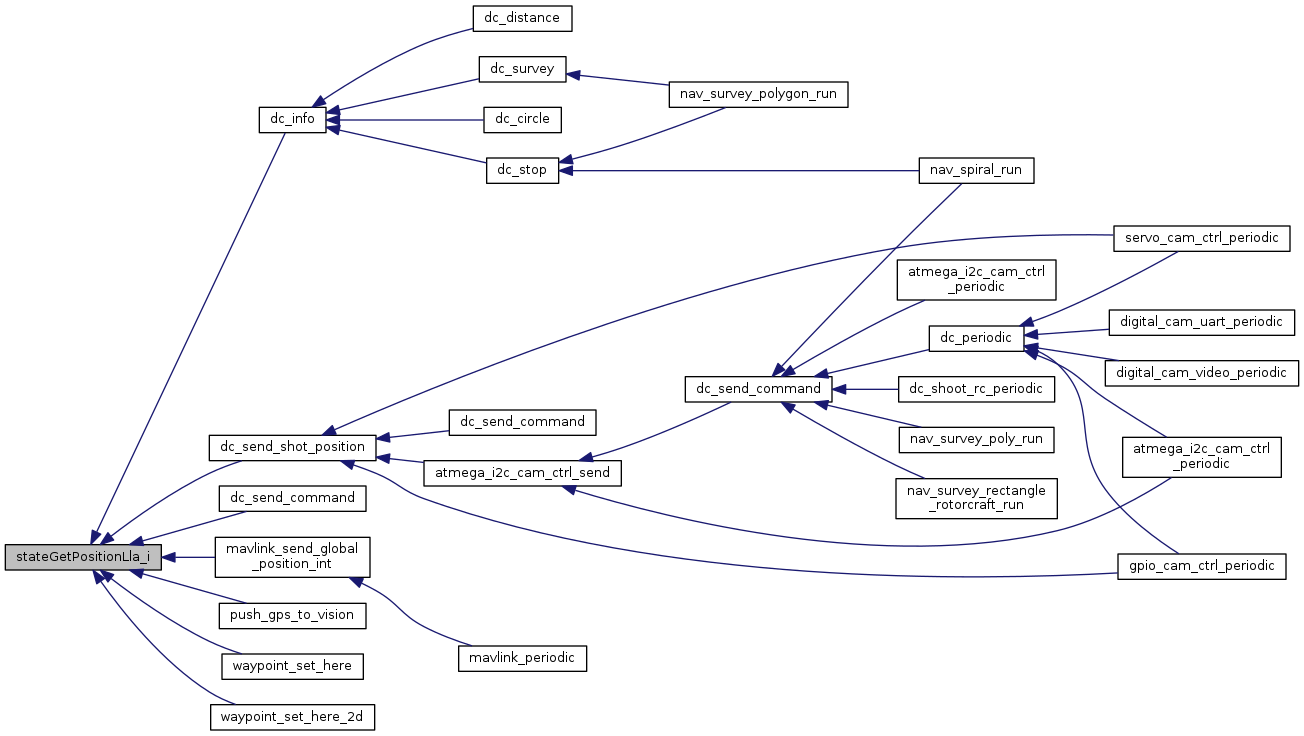 dc_distance
dc_survey
nav_survey_polygon_run
dc_info
dc_circle
dc_stop
nav_spiral_run
servo_cam_ctrl_periodic
atmega_i2c_cam_ctrl
_periodic
digital_cam_uart_periodic
dc_periodic
digital_cam_video_periodic
dc_send_command
dc_shoot_rc_periodic
dc_send_command
nav_survey_poly_run
dc_send_shot_position
atmega_i2c_cam_ctrl
_periodic
atmega_i2c_cam_ctrl_send
dc_send_command
nav_survey_rectangle
_rotorcraft_run
stateGetPositionLla_i
mavlink_send_global
_position_int
gpio_cam_ctrl_periodic
push_gps_to_vision
mavlink_periodic
waypoint_set_here
waypoint_set_here_2d